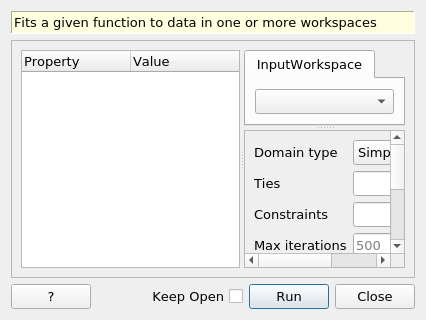 Fits a given function to data in one or more workspaces
Property Value
InputWorkspace
Domain type Simp
Ties
Constraints
Max iterations 500
? Keep Open Run Close